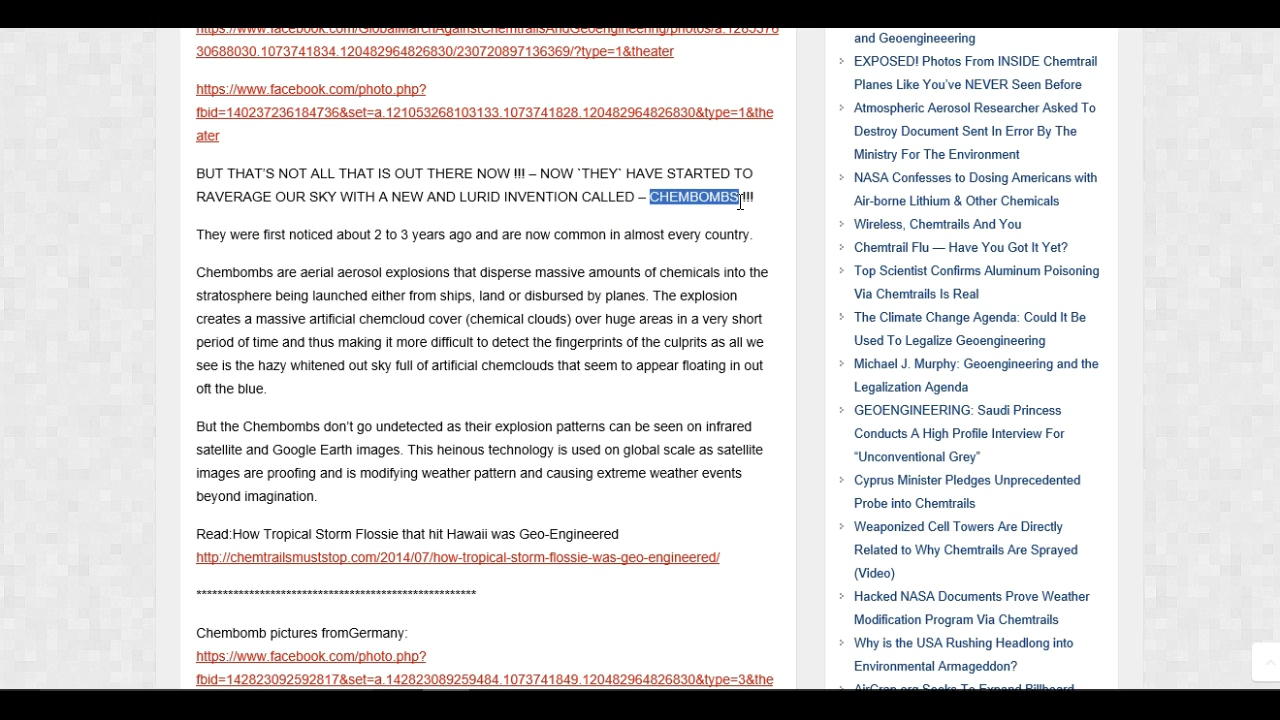 https://www.facebook.com/GlobalMarchAgainstChemtrailsAndGeoengineering/photos/a.1283376
30688030.1073741834.120482964826830/230720897136369/?type=1&theater
https://www.facebook.com/photo.php?
fbid=140237236184736&set=a.121053268103133.1073741828.120482964826830&type=1&the
ater
BUT THAT’S NOT ALL THAT IS OUT THERE NOW !!! – NOW `THEY` HAVE STARTED TO
RAVERAGE OUR SKY WITH A NEW AND LURID INVENTION CALLED – CHEMBOMBS !!!
They were first noticed about 2 to 3 years ago and are now common in almost every country.
Chembombs are aerial aerosol explosions that disperse massive amounts of chemicals into the
stratosphere being launched either from ships, land or disbursed by planes. The explosion
creates a massive artificial chemcloud cover (chemical clouds) over huge areas in a very short
period of time and thus making it more difficult to detect the fingerprints of the culprits as all we
see is the hazy whitened out sky full of artificial chemclouds that seem to appear floating in out
oft the blue.
But the Chembombs don’t go undetected as their explosion patterns can be seen on infrared
satellite and Google Earth images. This heinous technology is used on global scale as satellite
images are proofing and is modifying weather pattern and causing extreme weather events
beyond imagination.
Read:How Tropical Storm Flossie that hit Hawaii was Geo-Engineered
http://chemtrailsmuststop.com/2014/07/how-tropical-storm-flossie-was-geo-engineered/
****************************************************
Chembomb pictures fromGermany:
https://www.facebook.com/photo.php?
fbid=142823092592817&set=a.142823089259484.1073741849.120482964826830&type=3&the
and Geoengineering
EXPOSED! Photos From INSIDE Chemtrail
Planes Like You’ve NEVER Seen Before
Atmospheric Aerosol Researcher Asked To
Destroy Document Sent In Error By The
Ministry For The Environment
NASA Confesses to Dosing Americans with
Air-borne Lithium & Other Chemicals
Wireless, Chemtrails And You
Chemtrail Flu — Have You Got It Yet?
Top Scientist Confirms Aluminum Poisoning
Via Chemtrails Is Real
The Climate Change Agenda: Could It Be
Used To Legalize Geoengineering
Michael J. Murphy: Geoengineering and the
Legalization Agenda
GEOENGINEERING: Saudi Princess
Conducts A High Profile Interview For
“Unconventional Grey”
Cyprus Minister Pledges Unprecedented
Probe into Chemtrails
Weaponized Cell Towers Are Directly
Related to Why Chemtrails Are Sprayed
(Video)
Hacked NASA Documents Prove Weather
Modification Program Via Chemtrails
Why is the USA Rushing Headlong into
Environmental Armageddon?
AirCrap.org Seeks To Expand Billboard